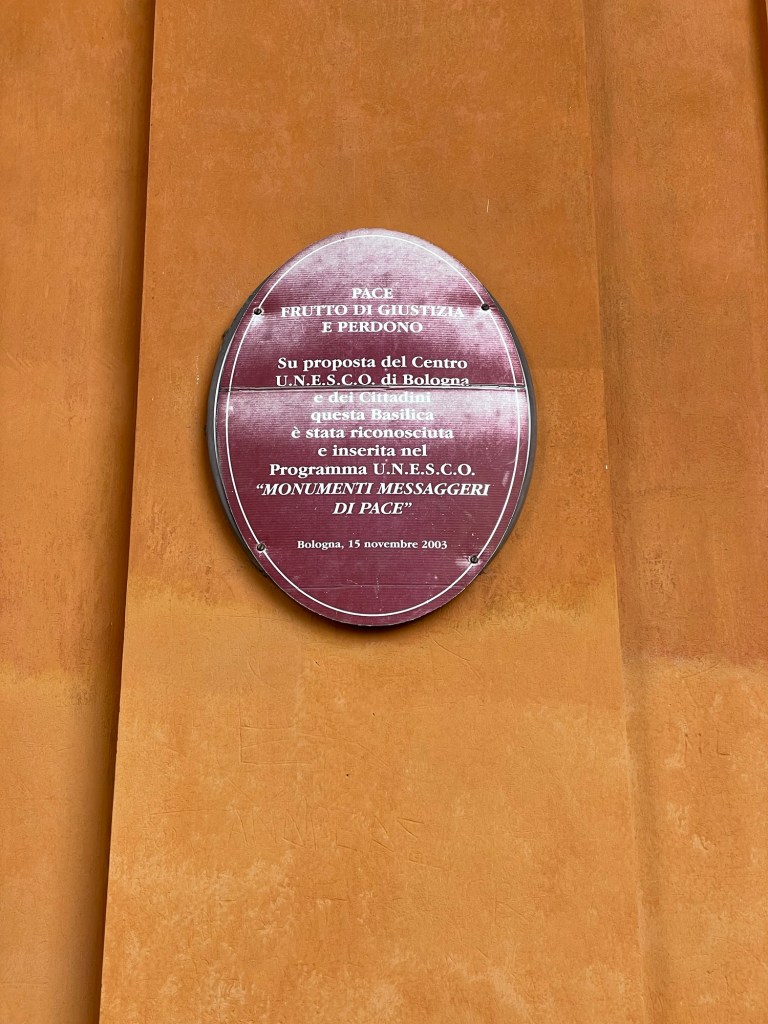 PACE
FRUTTO DI GIUSTIZIA
E PERDONO
Su proposta del Centro
U.N.E.S.C.O. di Bologna
e dei Cittadini
questa Basilica
è stata riconosciuta
e inserita nel
Programma U.N.E.S.C.O.
“MONUMENTI MESSAGGERI
DI PACE”
Bologna, 15 novembre 2003